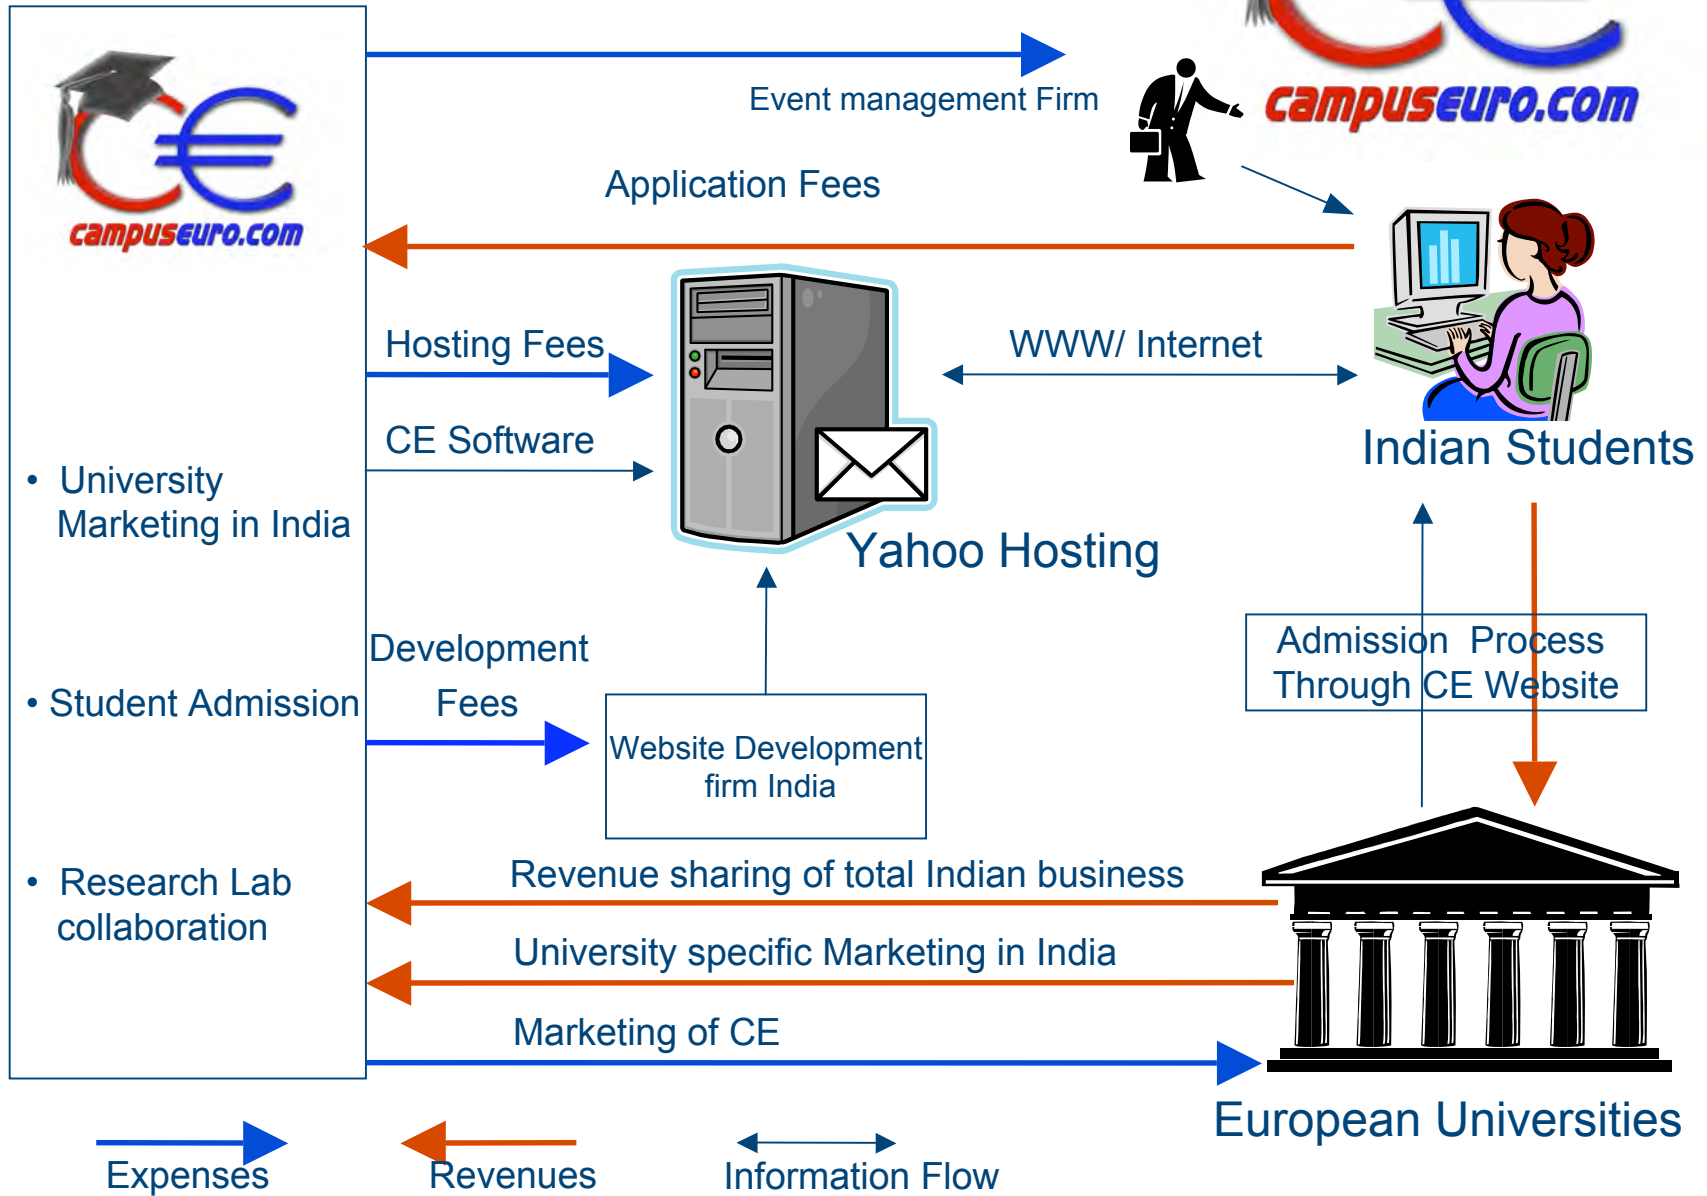 campuseuro.com
Event management Firm
campuseuro.com
Application Fees
Hosting Fees
WWW/ Internet
CE Software
Indian Students
• University
Marketing in India
Yahoo Hosting
Development
Fees
Admission Process
Through CE Website
• Student Admission
Website Development
firm India
• Research Lab
collaboration
Revenue sharing of total Indian business
University specific Marketing in India
Marketing of CE
European Universities
Expenses
Revenues
Information Flow